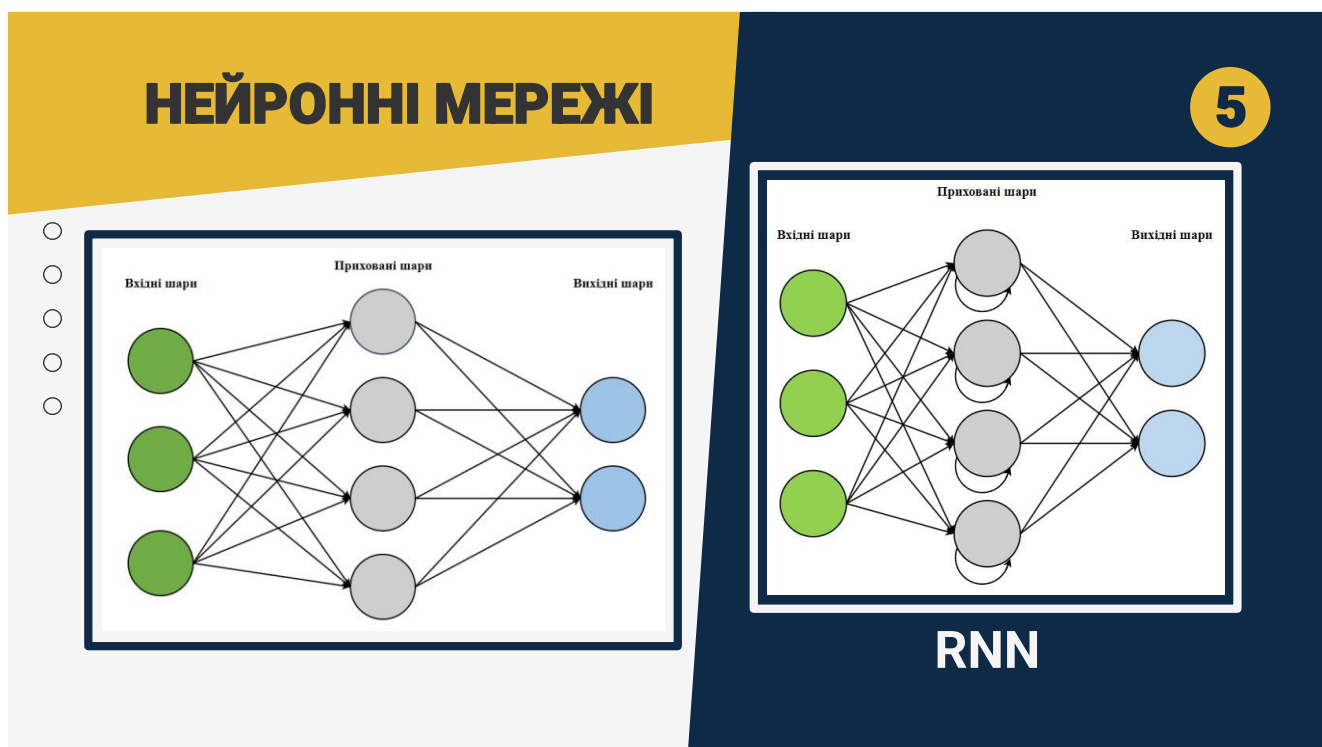 НЕЙРОННІ МЕРЕЖІ
5
Приховані шари
Вхідні шари
Вихідні шари
Приховані шари
Вхідні шари
Вихідні шари
RNN